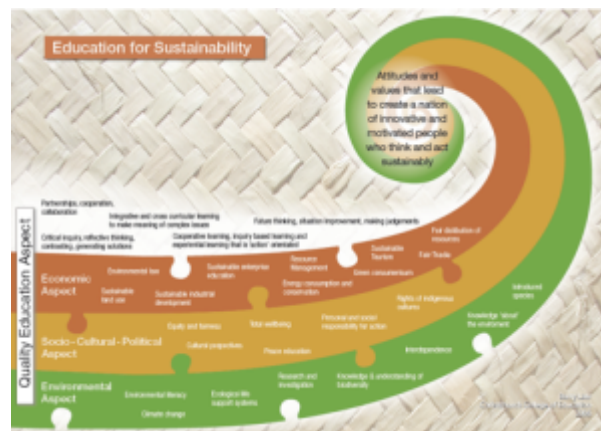 Education for Sustainability
Attitudes and
values that lead
to create a nation
of innovative and
motivated people
who think and act
sustainably
Quality Education Aspect
Partnerships, cooperation,
collaboration
Integrative and cross curricular learning
to make meaning of complex issues
Future thinking, situation improvement, making judgements
Critical inquiry, reflective thinking,
contrasting, generating solutions
Cooperative learning, inquiry based learning and
experiential learning that is 'action' orientated
Economic
Aspect
Environmental law
Sustainable
land use
Sustainable industrial
development
Sustainable enterprise
education
Resource
Management
Energy consumption and
conservation
Sustainable
Tourism
Green consumerism
Fair distribution of
resources
Fair Trade
Socio-Cultural-Political
Aspect
Equity and fairness
Cultural perspectives
Total wellbeing
Peace education
Personal and social
responsibility for action
Rights of indigenous
cultures
Environmental
Aspect
Environmental literacy
Climate change
Ecological life
support systems
Research and
investigation
Knowledge & understanding of
biodiversity
Interdependence
Knowledge 'about'
the environment
Introduced
species